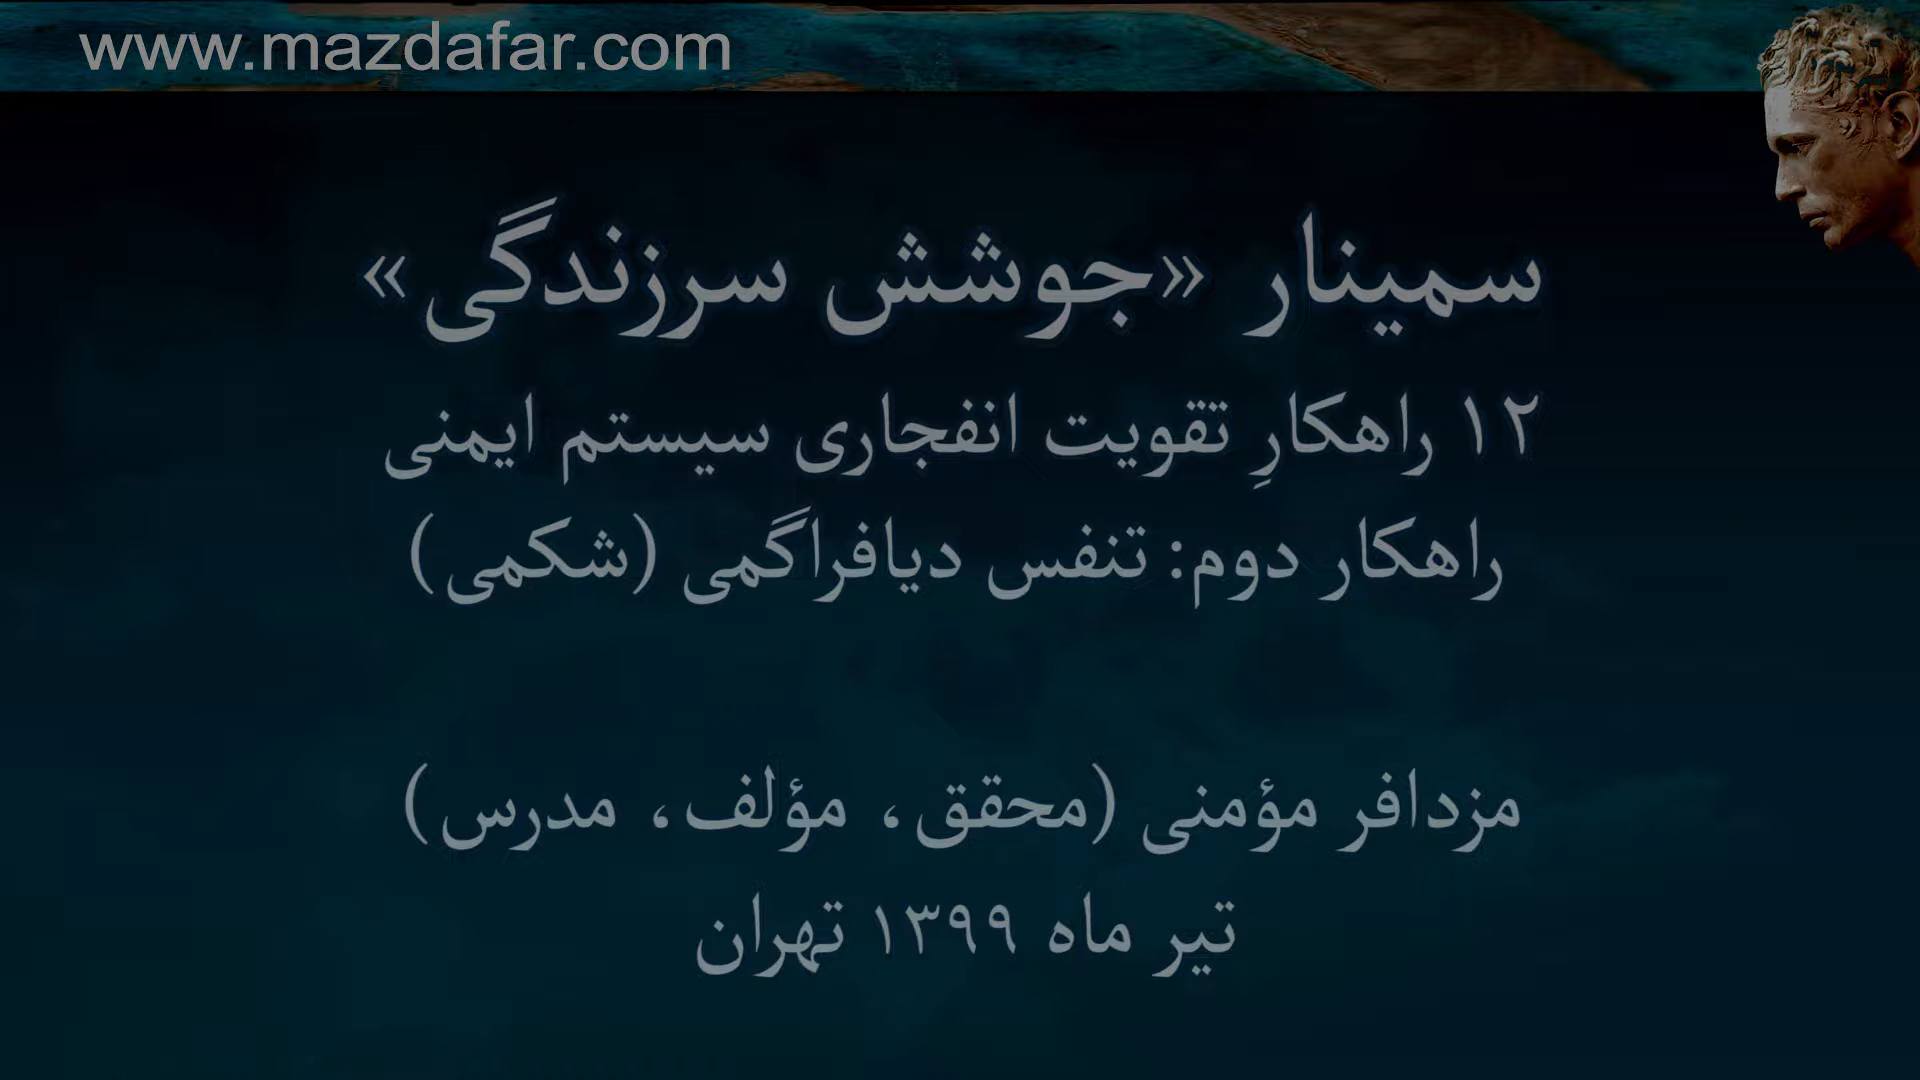 www.mazdafar.com
سمینار «جوشش سرزندگی»
۱۲ راهکارِ تقویت انفجاری سیستم ایمنی
راهکار دوم: تنفس دیافراگمی (شکمی)
مزدافر مؤمنی (محقق، مؤلف، مدرس)
تیر ماه ۱۳۹۹ تهران